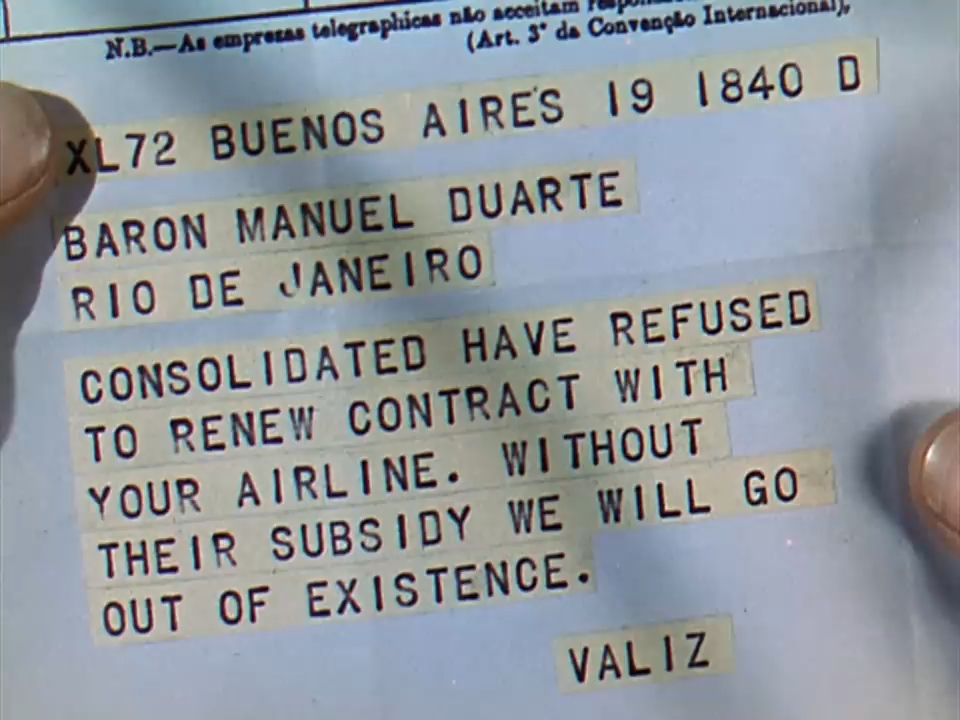 N.B.—As emprezas telegraphicas não acceitam
(Art. 3º da Convenção Internacional),
XL72 BUENOS AIRES 19 1840 D
BARON MANUEL DUARTE
RIO DE JANEIRO
CONSOLIDATED HAVE REFUSED
TO RENEW CONTRACT WITH
YOUR AIRLINE. WITHOUT
THEIR SUBSIDY WE WILL GO
OUT OF EXISTENCE.
VALIZ